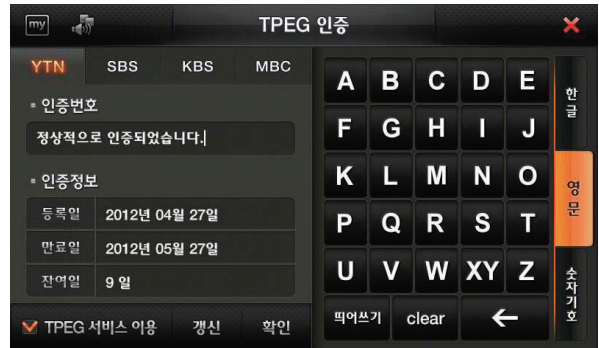 my TPEG 인증
YTN SBS KBS MBC
인증번호
정상적으로 인증되었습니다.
인증정보
등록일 2012년 04월 27일
만료일 2012년 05월 27일
잔여일 9 일
TPEG 서비스 이용 갱신 확인
A B C D E
F G H I J
K L M N O
P Q R S T
U V W XY Z
띄어쓰기 clear
한글
영문
숫자기호